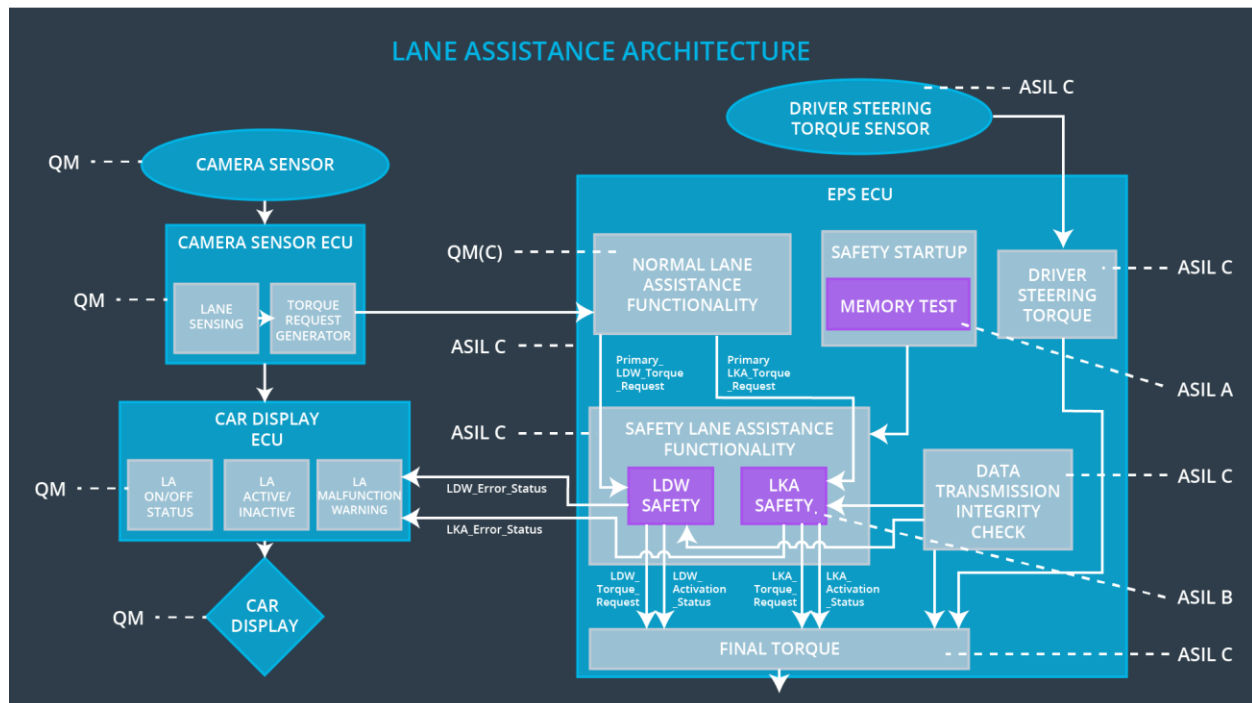 LANE ASSISTANCE ARCHITECTURE
ASIL C
DRIVER STEERING
TORQUE SENSOR
QM
CAMERA SENSOR
EPS ECU
CAMERA SENSOR ECU
QM
LANE
SENSING
TORQUE
REQUEST
GENERATOR
QM(C)
NORMAL LANE
ASSISTANCE
FUNCTIONALITY
SAFETY STARTUP
MEMORY TEST
DRIVER
STEERING
TORQUE
ASIL C
ASIL C
Primary_
LDW_Torque
_Request
Primary
LKA_Torque
_Request
ASIL A
CAR DISPLAY
ECU
QM
LA
ON/OFF
STATUS
LA
ACTIVE/
INACTIVE
LA
MALFUNCTION
WARNING
ASIL C
SAFETY LANE ASSISTANCE
FUNCTIONALITY
LDW
SAFETY
LKA
SAFETY
DATA
TRANSMISSION
INTEGRITY
CHECK
ASIL C
LDW_Error_Status
LKA_Error_Status
LDW_
Torque_
Request
LDW_
Activation
_Status
LKA_
Torque_
Request
LKA_
Activation
_Status
ASIL B
QM
CAR
DISPLAY
FINAL TORQUE
ASIL C